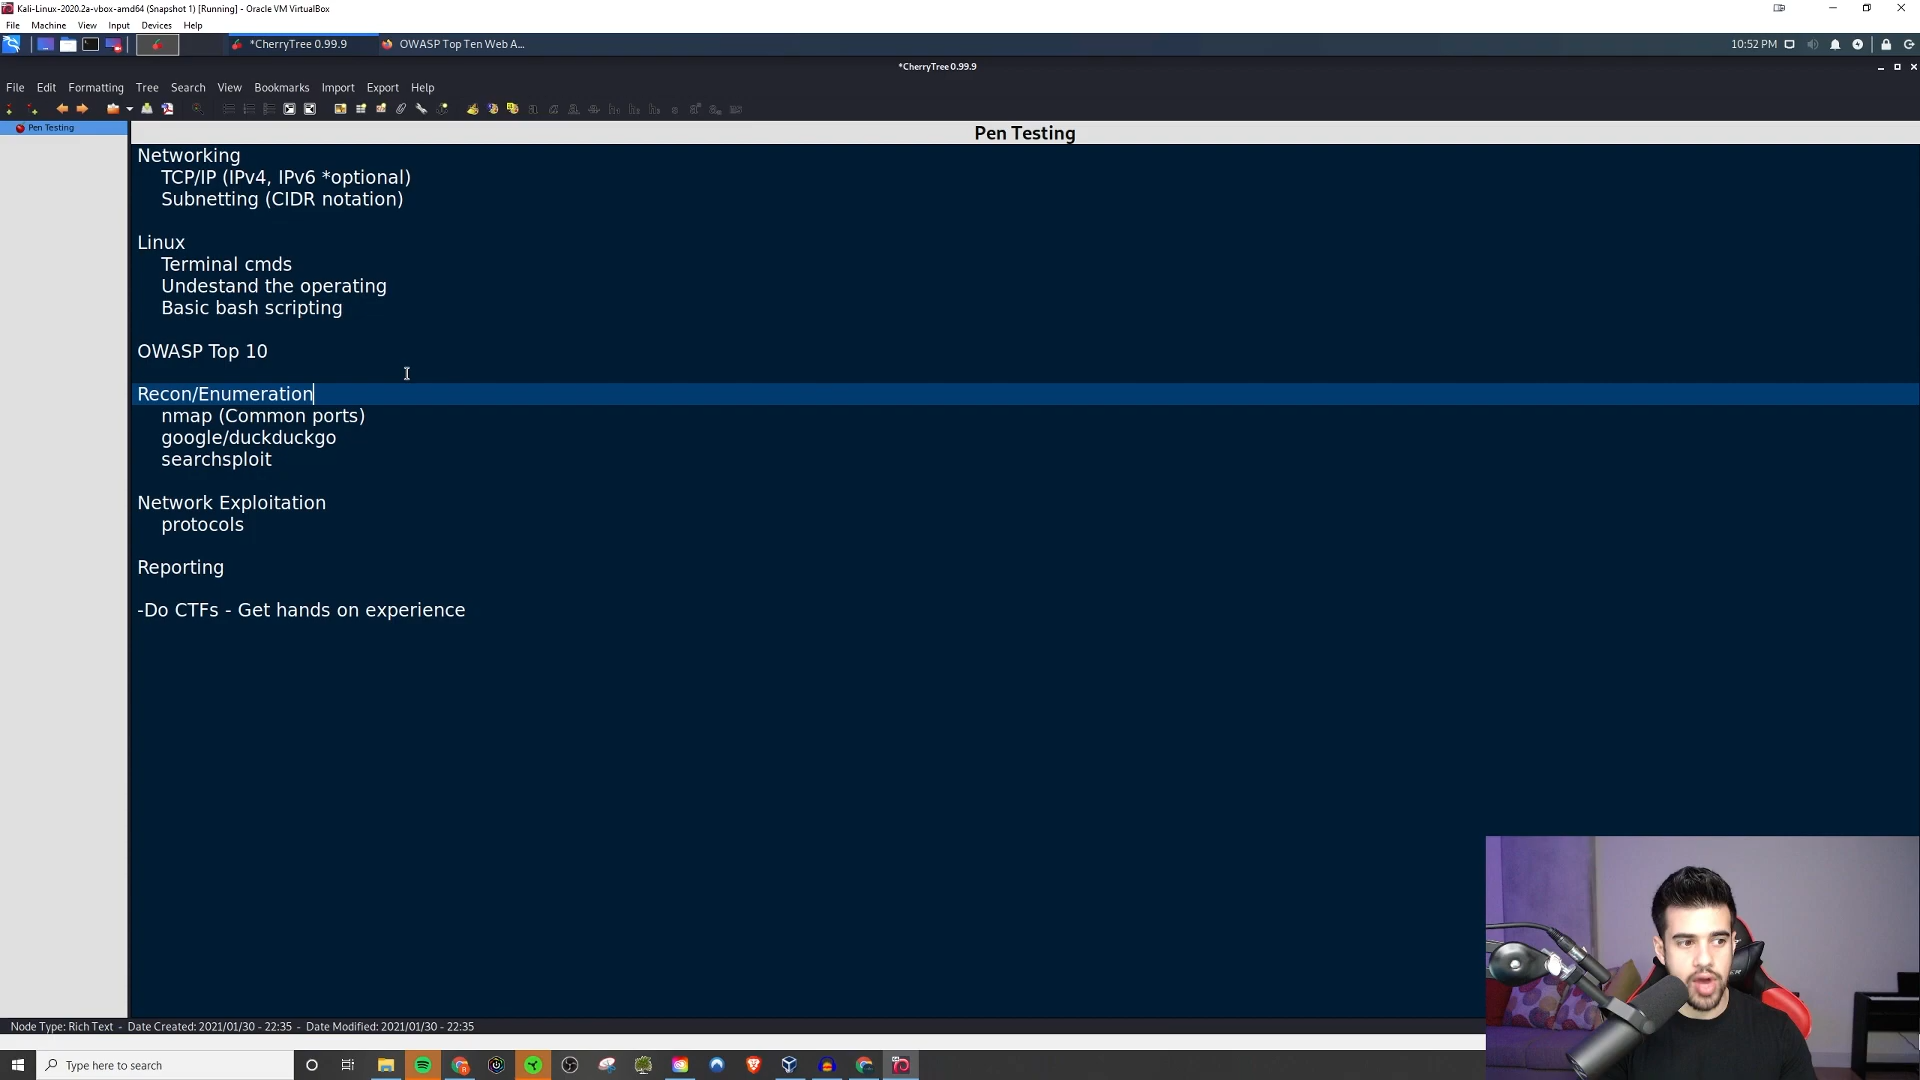 Kali-Linux-2020.2a-vbox-amd64 (Snapshot 1) [Running] - Oracle VM VirtualBox
File Machine View Input Devices Help
*CherryTree 0.99.9
OWASP Top Ten Web A...
10:52 PM
*CherryTree 0.99.9
File Edit Formatting Tree Search View Bookmarks Import Export Help
Pen Testing
Pen Testing
Networking
TCP/IP (IPv4, IPv6 *optional)
Subnetting (CIDR notation)
Linux
Terminal cmds
Undestand the operating
Basic bash scripting
OWASP Top 10
Recon/Enumeration
nmap (Common ports)
google/duckduckgo
searchsploit
Network Exploitation
protocols
Reporting
-Do CTFs - Get hands on experience
Node Type: Rich Text - Date Created: 2021/01/30 - 22:35 - Date Modified: 2021/01/30 - 22:35
Type here to search